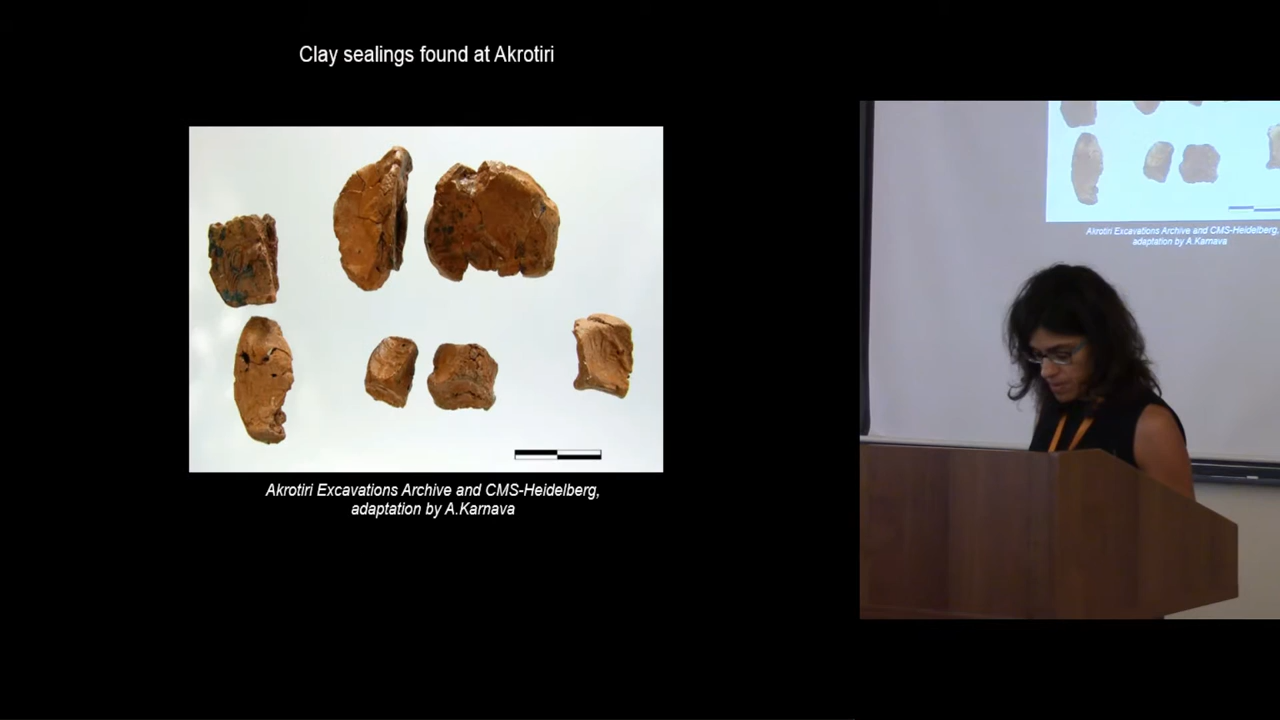 Clay sealings found at Akrotiri
Akrotiri Excavations Archive and CMS-Heidelberg,
adaptation by A.Karnava
Akrotiri Excavations Archive and CMS-Heidelberg,
adaptation by A.Karnava